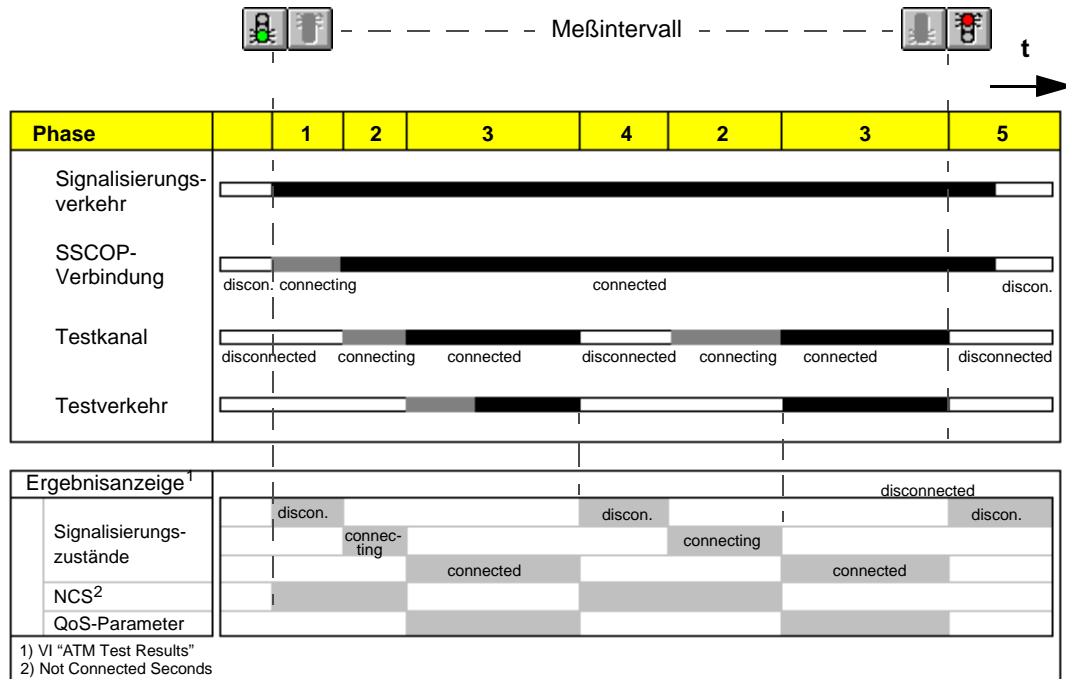 Meßintervall
t
Phase 1 2 3 4 2 3 5
Signalisierungs-
verkehr
SSCOP-
Verbindung
discon. connecting connected discon.
Testkanal
disconnected connecting connected disconnected connecting connected disconnected
Testverkehr
Ergebnisanzeige1
disconnected
Signalisierungs-
zustände
discon. discon. discon.
connec-
ting
connecting
connected connected
NCS2
QoS-Parameter
1) VI “ATM Test Results”
2) Not Connected Seconds